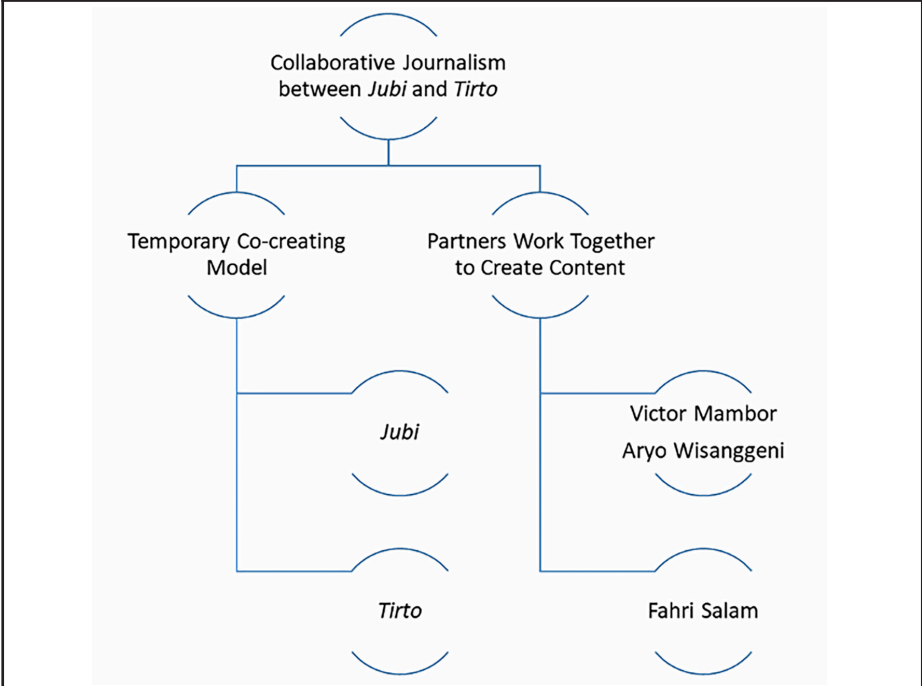 Collaborative Journalism
between Jubi and Tirto
Temporary Co-creating
Model
Partners Work Together
to Create Content
Jubi
Victor Mambor
Aryo Wisanggeni
Tirto
Fahri Salam